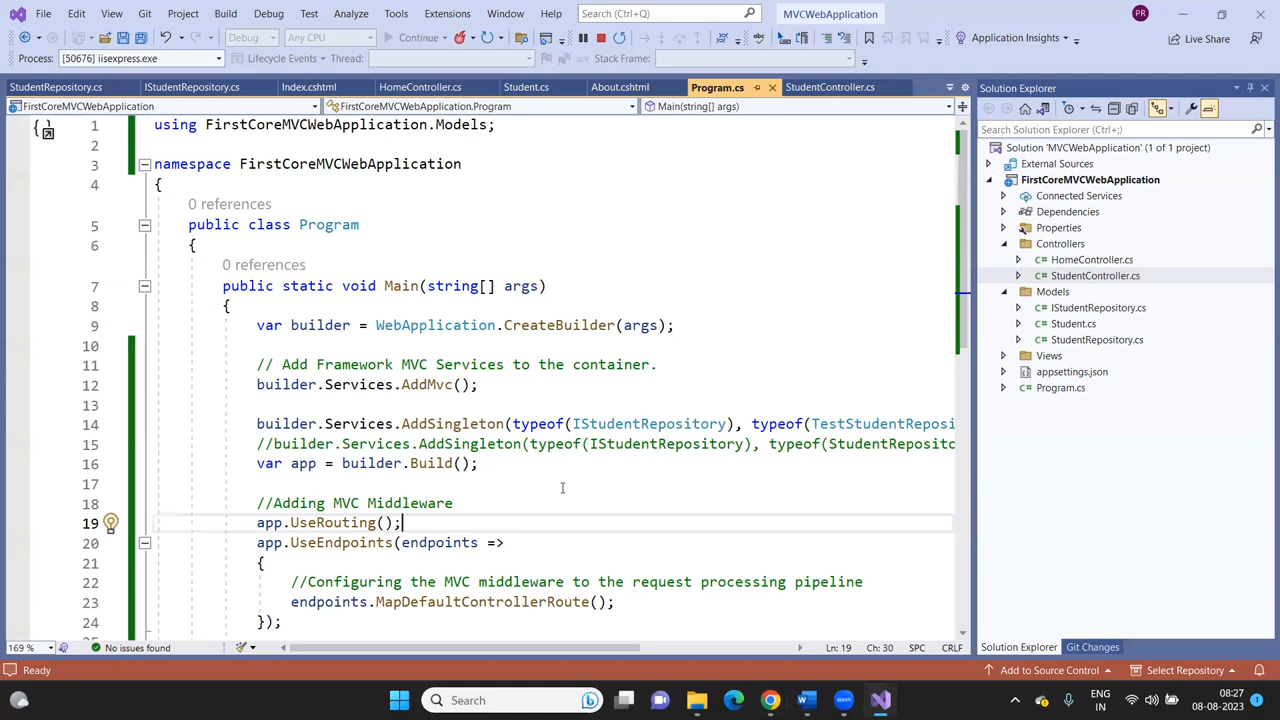 File Edit View Git Project Build Debug Test Analyze Tools Extensions Window Help Search (Ctrl+;) MVCWebApplication PR
Debug Any CPU Continue Application Insights Live Share
Process: [50676] iisexpress.exe Lifecycle Events Thread: Stack Frame:
StudentRepository.cs IStudentRepository.cs Index.cshtml HomeController.cs Student.cs About.cshtml Program.cs StudentController.cs
FirstCoreMVCWebApplication FirstCoreMVCWebApplication.Program Main(string[] args)
1 using FirstCoreMVCWebApplication.Models;
2
3 namespace FirstCoreMVCWebApplication
4 {
0 references
5 public class Program
6 {
0 references
7 public static void Main(string[] args)
8 {
9 var builder = WebApplication.CreateBuilder(args);
10
11 // Add Framework MVC Services to the container.
12 builder.Services.AddMvc();
13
14 builder.Services.AddSingleton(typeof(IStudentRepository), typeof(TestStudentReposi
15 //builder.Services.AddSingleton(typeof(IStudentRepository), typeof(StudentReposito
16 var app = builder.Build();
17
18 //Adding MVC Middleware
19 app.UseRouting();
20 app.UseEndpoints(endpoints =>
21 {
22 //Configuring the MVC middleware to the request processing pipeline
23 endpoints.MapDefaultControllerRoute();
24 });
169 % No issues found Ln: 19 Ch: 30 SPC CRLF
Solution Explorer
Search Solution Explorer (Ctrl+;)
Solution 'MVCWebApplication' (1 of 1 project)
External Sources
FirstCoreMVCWebApplication
Connected Services
Dependencies
Properties
Controllers
HomeController.cs
StudentController.cs
Models
IStudentRepository.cs
Student.cs
StudentRepository.cs
Views
appsettings.json
Program.cs
Solution Explorer Git Changes
Ready Add to Source Control Select Repository
Search ENG IN 08:27 08-08-2023